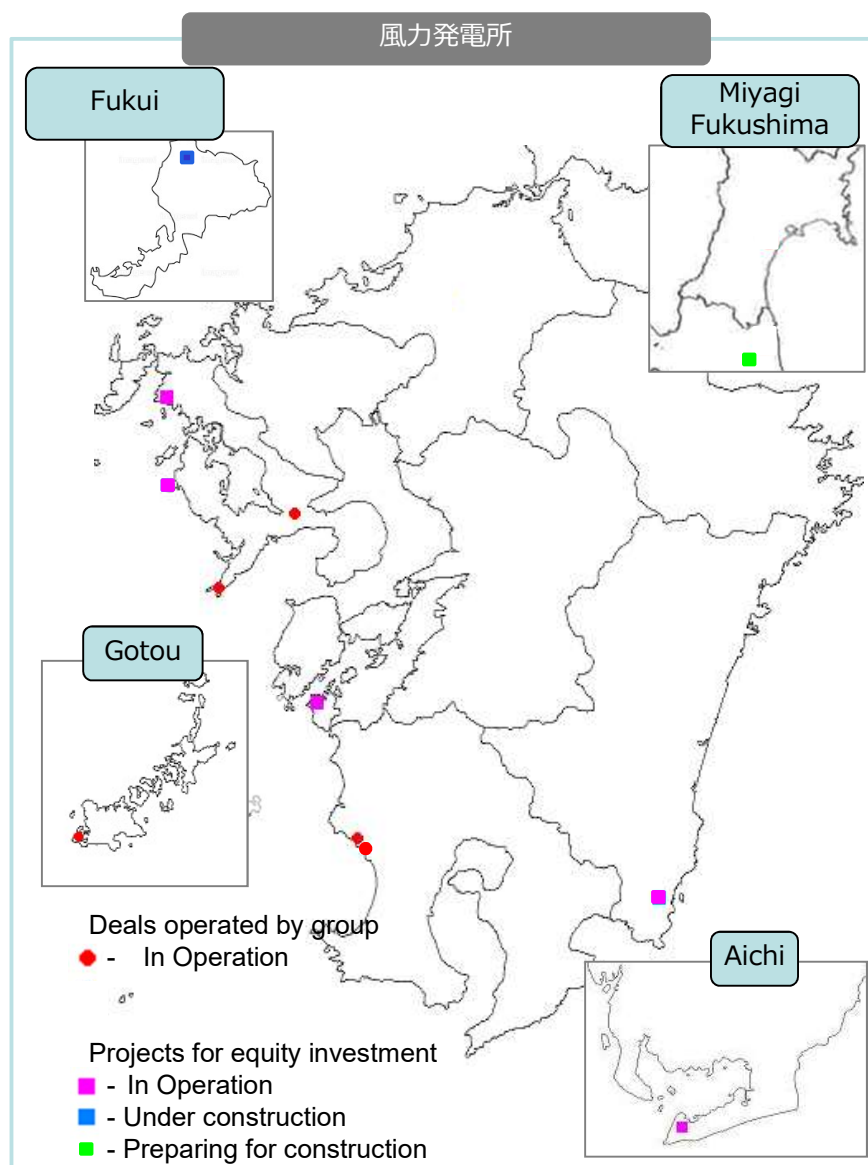 風力発電所
Fukui
Miyagi
Fukushima
Gotou
Deals operated by group
- In Operation
Aichi
Projects for equity investment
- In Operation
- Under construction
- Preparing for construction